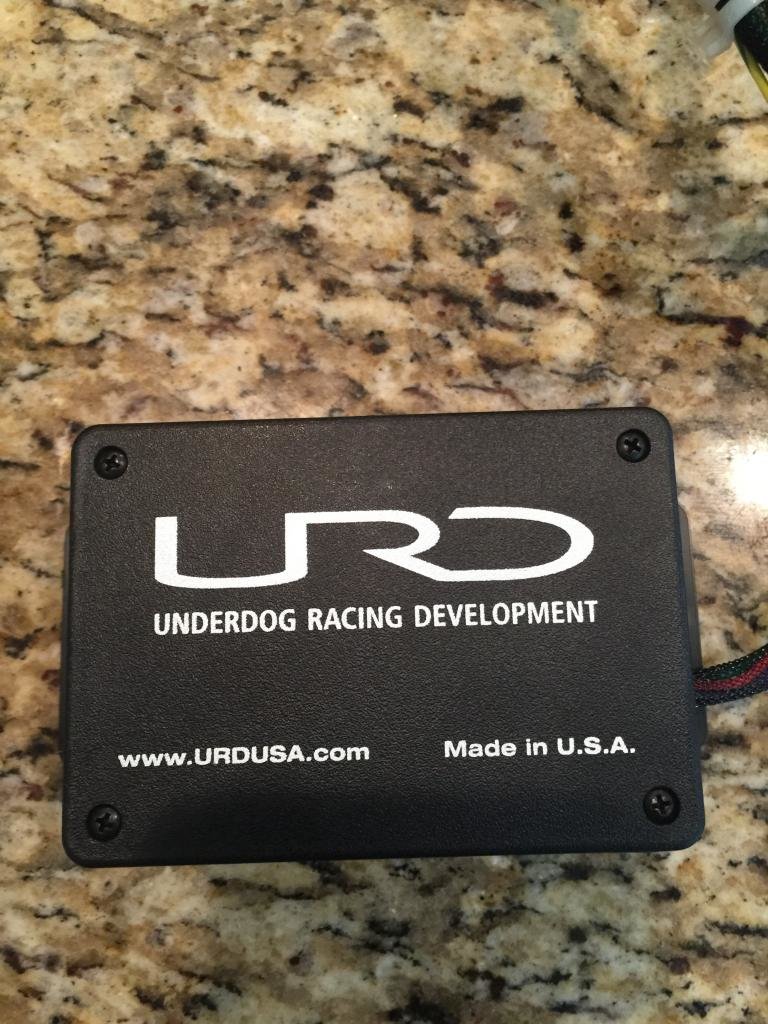 URD
UNDERDOG RACING DEVELOPMENT
www.URDUSA.com Made in U.S.A.